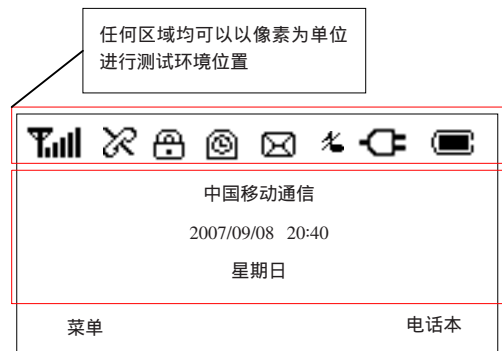 任何区域均可以以像素为单位
进行测试环境位置
中国移动通信
2007/09/08 20:40
星期日
菜单 电话本